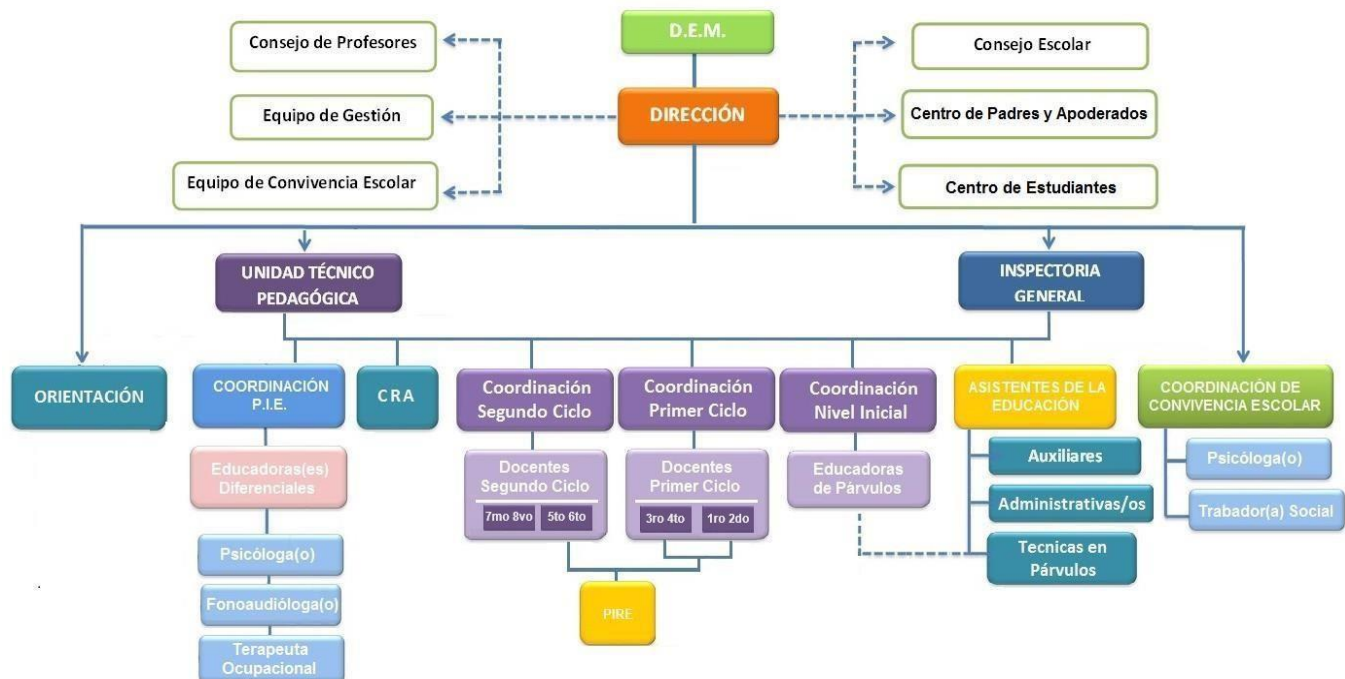 D.E.M.
Consejo de Profesores
Consejo Escolar
Equipo de Gestión
DIRECCIÓN
Centro de Padres y Apoderados
Equipo de Convivencia Escolar
Centro de Estudiantes
UNIDAD TÉCNICO
PEDAGÓGICA
INSPECTORIA
GENERAL
ORIENTACIÓN
COORDINACIÓN
P.I.E.
CRA
Coordinación
Segundo Ciclo
Coordinación
Primer Ciclo
Coordinación
Nivel Inicial
ASISTENTES DE LA
EDUCACIÓN
COORDINACIÓN DE
CONVIVENCIA ESCOLAR
Educadoras(es)
Diferenciales
Docentes
Segundo Ciclo
7mo 8vo
5to 6to
Docentes
Primer Ciclo
3ro 4to
1ro 2do
Educadoras
de Párvulos
Auxiliares
Administrativas/os
Tecnicas en
Párvulos
Psicóloga(o)
Trabador(a) Social
Psicóloga(o)
Fonoaudióloga(o)
Terapeuta
Ocupacional
PIRE